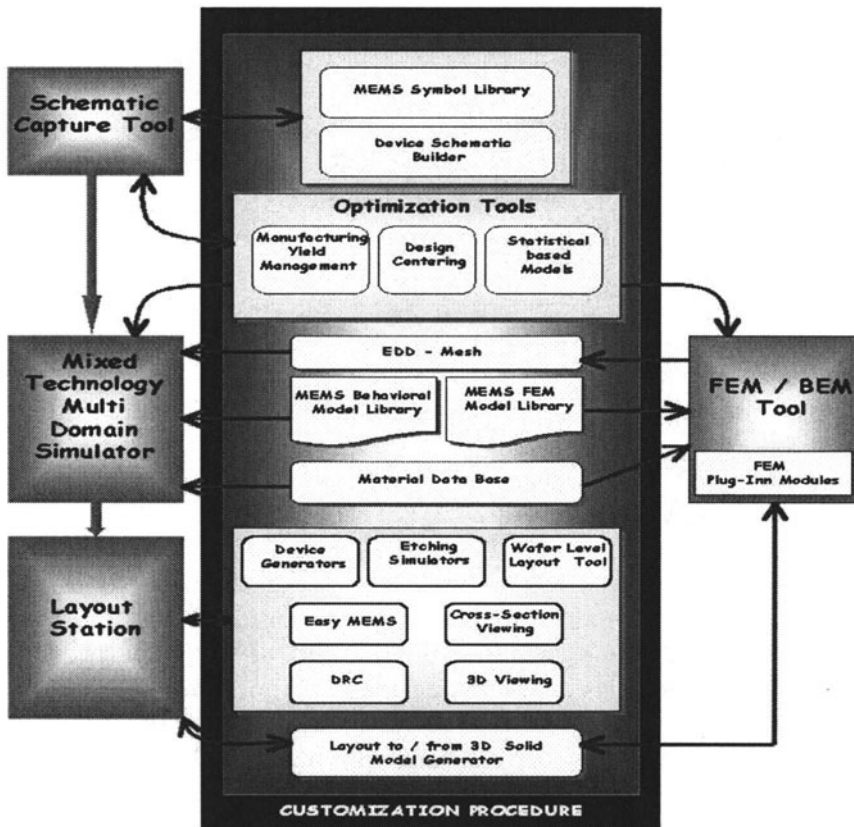 Schematic
Capture Tool
MEMS Symbol Library
Device Schematic
Builder
Optimization Tools
Manufacturing
Yield
Management
Design
Centering
Statistical
based
Models
Mixed
Technology
Multi
Domain
Simulator
EDD - Mesh
MEMS Behavioral
Model Library
MEMS FEM
Model Library
Material Data Base
FEM / BEM
Tool
FEM
Plug-Inn Modules
Layout
Station
Device
Generators
Etching
Simulators
Wafer Level
Layout Tool
Easy MEMS
Cross-Section
Viewing
DRC
3D Viewing
Layout to / from 3D Solid
Model Generator
CUSTOMIZATION PROCEDURE